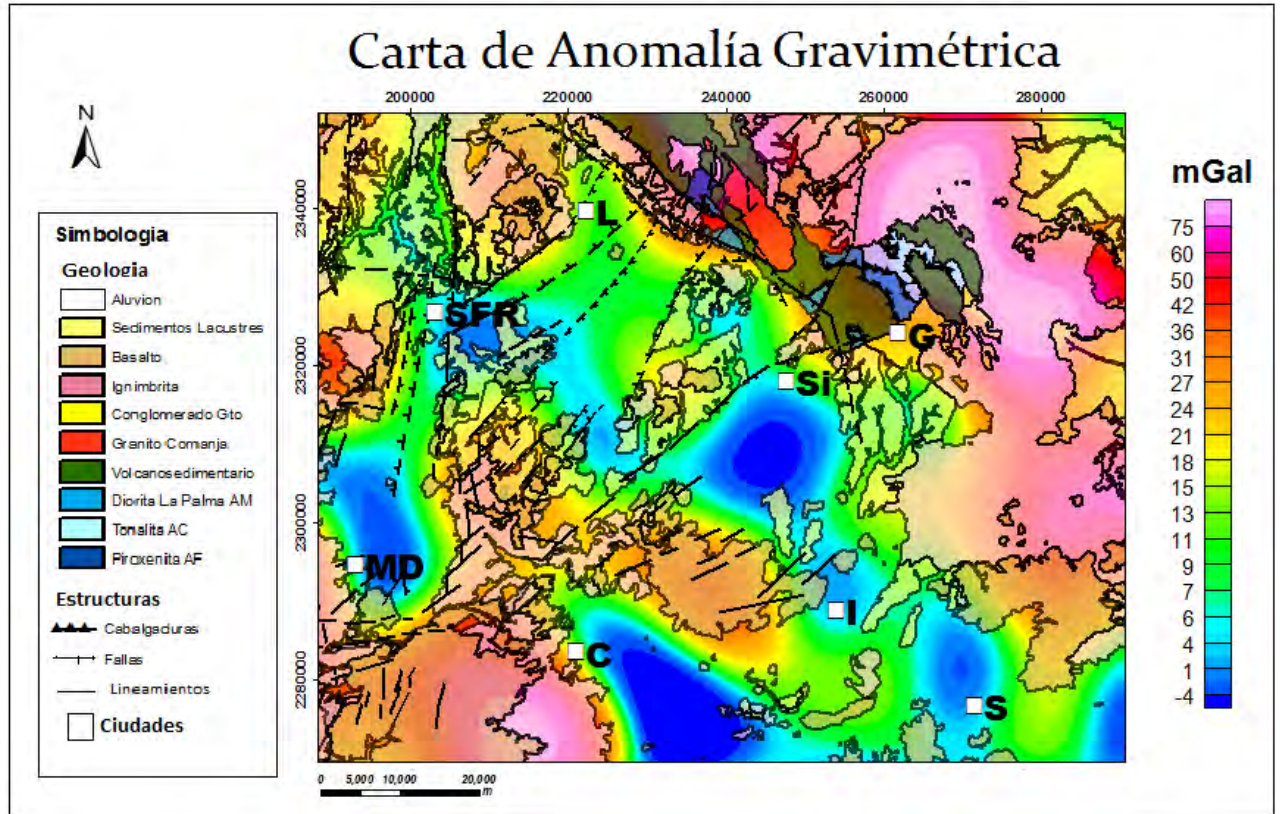 Carta de Anomalía Gravimétrica
N
200000
220000
240000
260000
280000
2340000
2320000
2300000
2280000
mGal
75
60
50
42
36
31
27
24
21
18
15
13
11
9
7
6
4
1
-4
Simbologia
Geologia
Aluvion
Sedimentos Lacustres
Basalto
Ignimbrita
Conglomerado Gto
Granito Comanja
Volcanosedimentario
Diorita La Palma AM
Tonalita AC
Piroxenita AF
Estructuras
Cabalgaduras
Fallas
Lineamientos
Ciudades
L
SFR
G
Si
MD
I
C
S
0 5,000 10,000 20,000
m